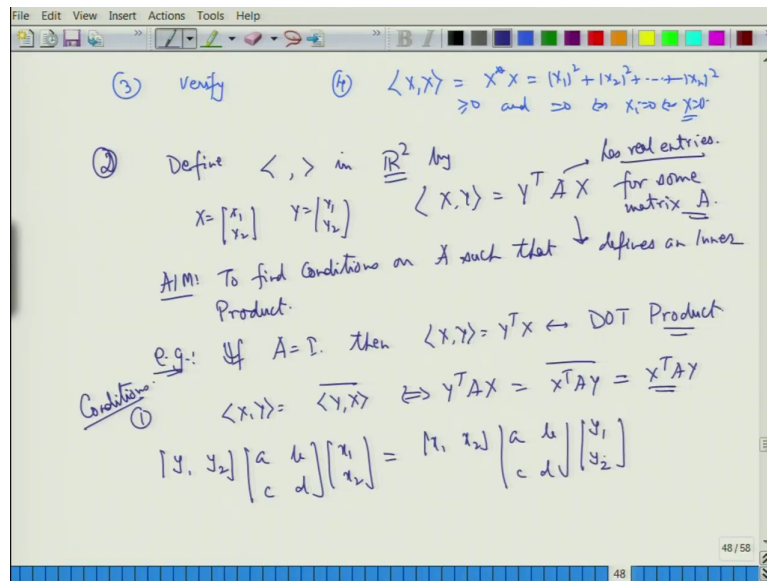 File Edit View Insert Actions Tools Help
③ Verify ④ <X,X> = X*X = |x₁|² + |x₂|² + ---- + |xₙ|²
≥0 and =0 ⇔ xᵢ=0 ⇔ X=0.
② Define < , > in ℝ² by has real entries.
X = [x₁ x₂] Y = [y₁ y₂] <X,Y> = Yᵀ A X for some matrix A.
AIM: To find Conditions on A such that ↓ defines an Inner
Product.
e.g.: If A=I. then <X,Y> = YᵀX ↔ DOT Product
Conditions.
① <X,Y> = \overline{<Y,X>} ⇔ YᵀAX = \overline{XᵀAY} = XᵀAY
[y₁ y₂] [a b; c d] [x₁; x₂] = [x₁ x₂] [a b; c d] [y₁; y₂]
48 / 58
48